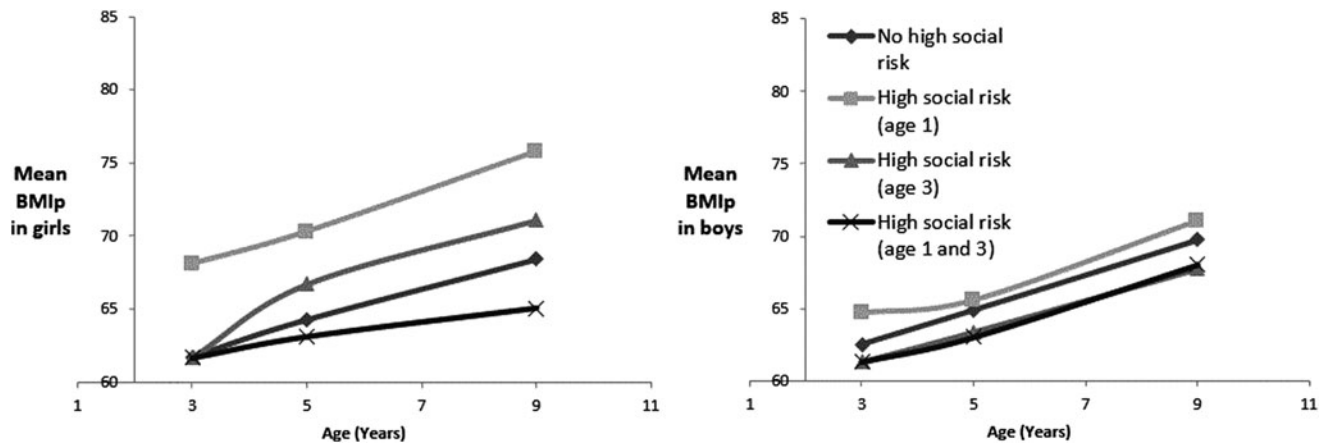 85
80
75
70
65
60
Mean
BMIp
in girls
1
3
5
7
9
11
Age (Years)
85
80
75
70
65
60
Mean
BMIp
in boys
No high social
risk
High social risk
(age 1)
High social risk
(age 3)
High social risk
(age 1 and 3)
1
3
5
7
9
11
Age (Years)